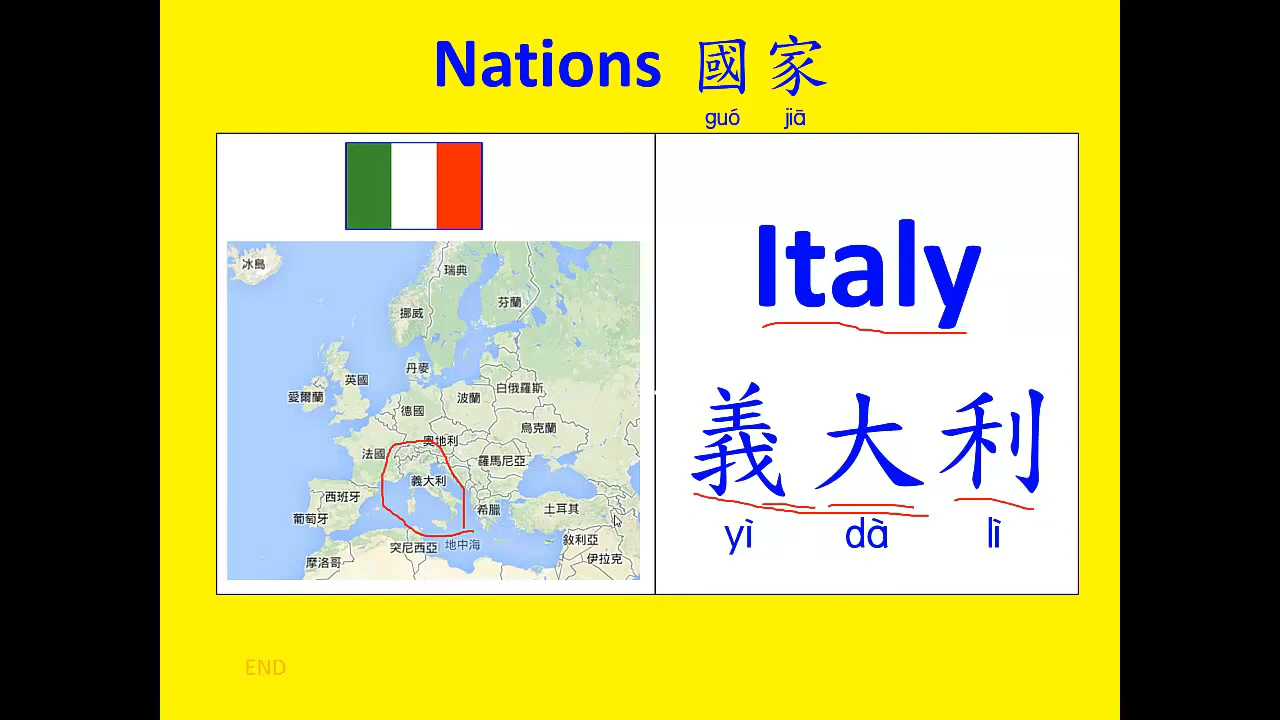 Nations 國家
guó jiā
冰島
瑞典
芬蘭
挪威
丹麥
英國
愛爾蘭
白俄羅斯
波蘭
德國
烏克蘭
奧地利
法國
羅馬尼亞
義大利
西班牙
希臘
土耳其
葡萄牙
敘利亞
突尼西亞
地中海
摩洛哥
伊拉克
Italy
義大利
yì dà lì
END